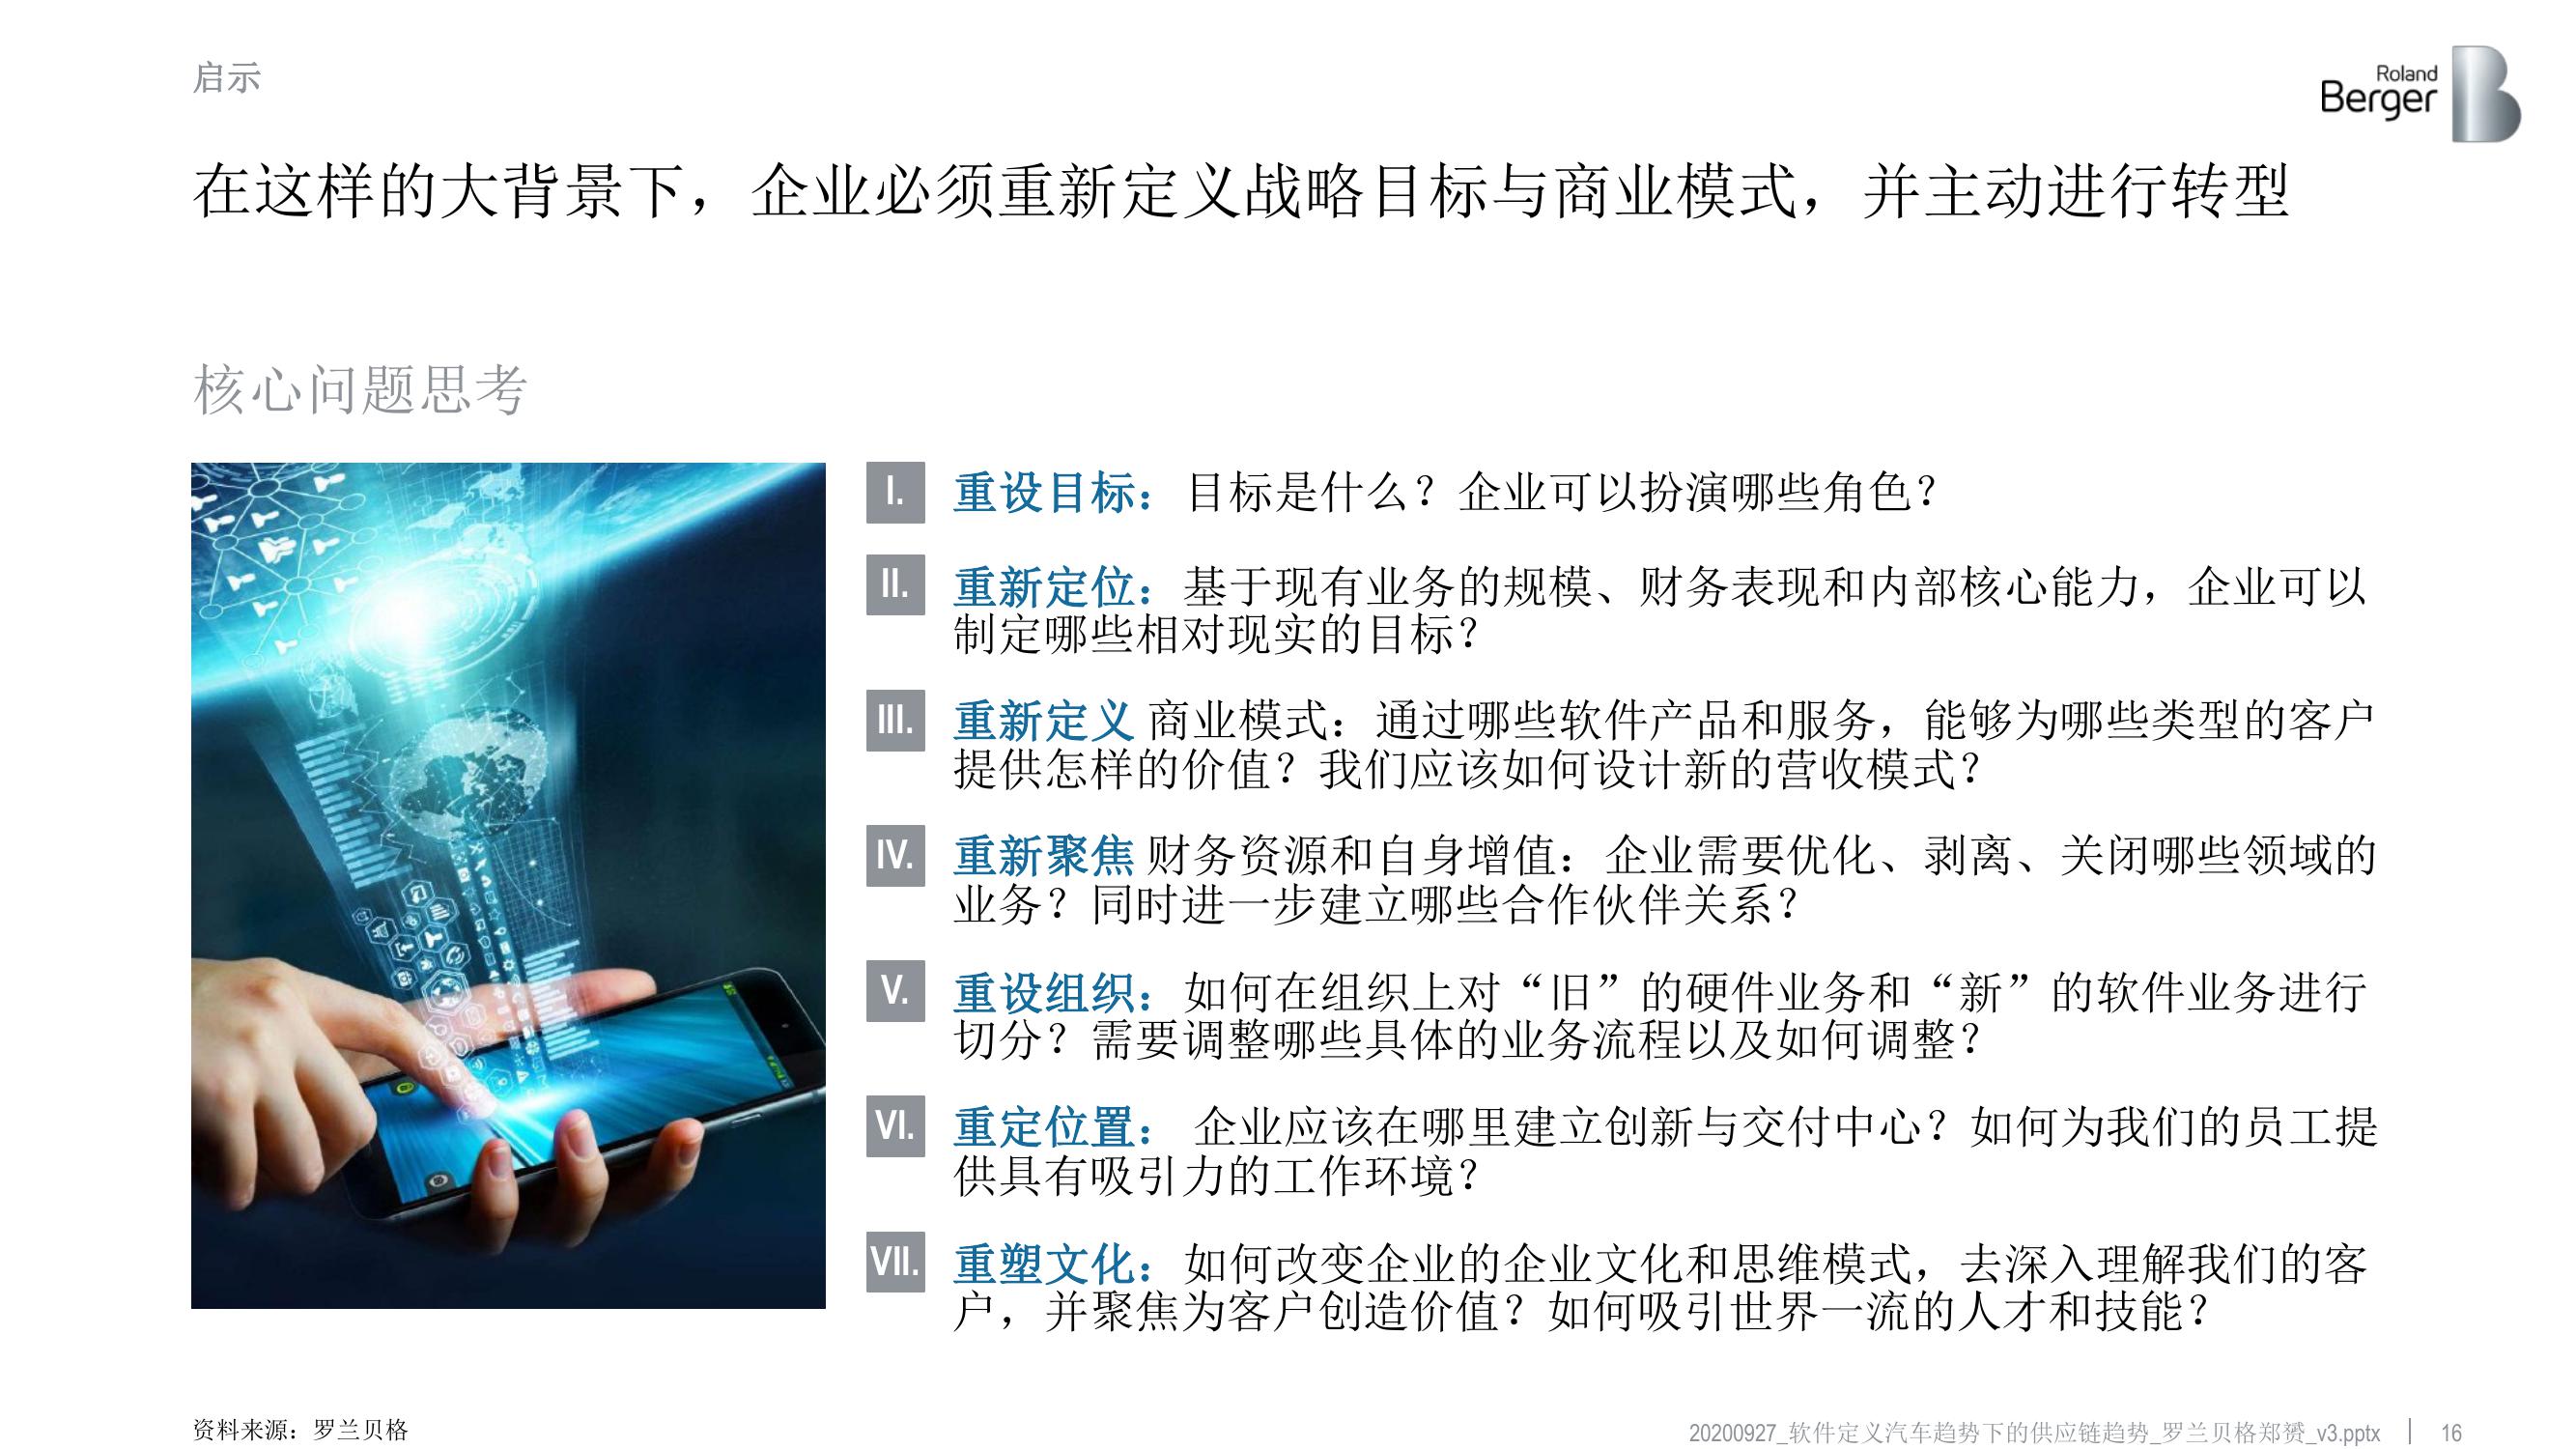 启示
Roland
Berger
在这样的大背景下，企业必须重新定义战略目标与商业模式，并主动进行转型
核心问题思考
I. 重设目标：目标是什么？企业可以扮演哪些角色？
II. 重新定位：基于现有业务的规模、财务表现和内部核心能力，企业可以
制定哪些相对现实的目标？
III. 重新定义 商业模式：通过哪些软件产品和服务，能够为哪些类型的客户
提供怎样的价值？我们应该如何设计新的营收模式？
IV. 重新聚焦 财务资源和自身增值：企业需要优化、剥离、关闭哪些领域的
业务？同时进一步建立哪些合作伙伴关系？
V. 重设组织：如何在组织上对“旧”的硬件业务和“新”的软件业务进行
切分？需要调整哪些具体的业务流程以及如何调整？
VI. 重定位置： 企业应该在哪里建立创新与交付中心？如何为我们的员工提
供具有吸引力的工作环境？
VII. 重塑文化：如何改变企业的企业文化和思维模式，去深入理解我们的客
户，并聚焦为客户创造价值？如何吸引世界一流的人才和技能？
资料来源：罗兰贝格
20200927_软件定义汽车趋势下的供应链趋势_罗兰贝格郑赟_v3.pptx | 16